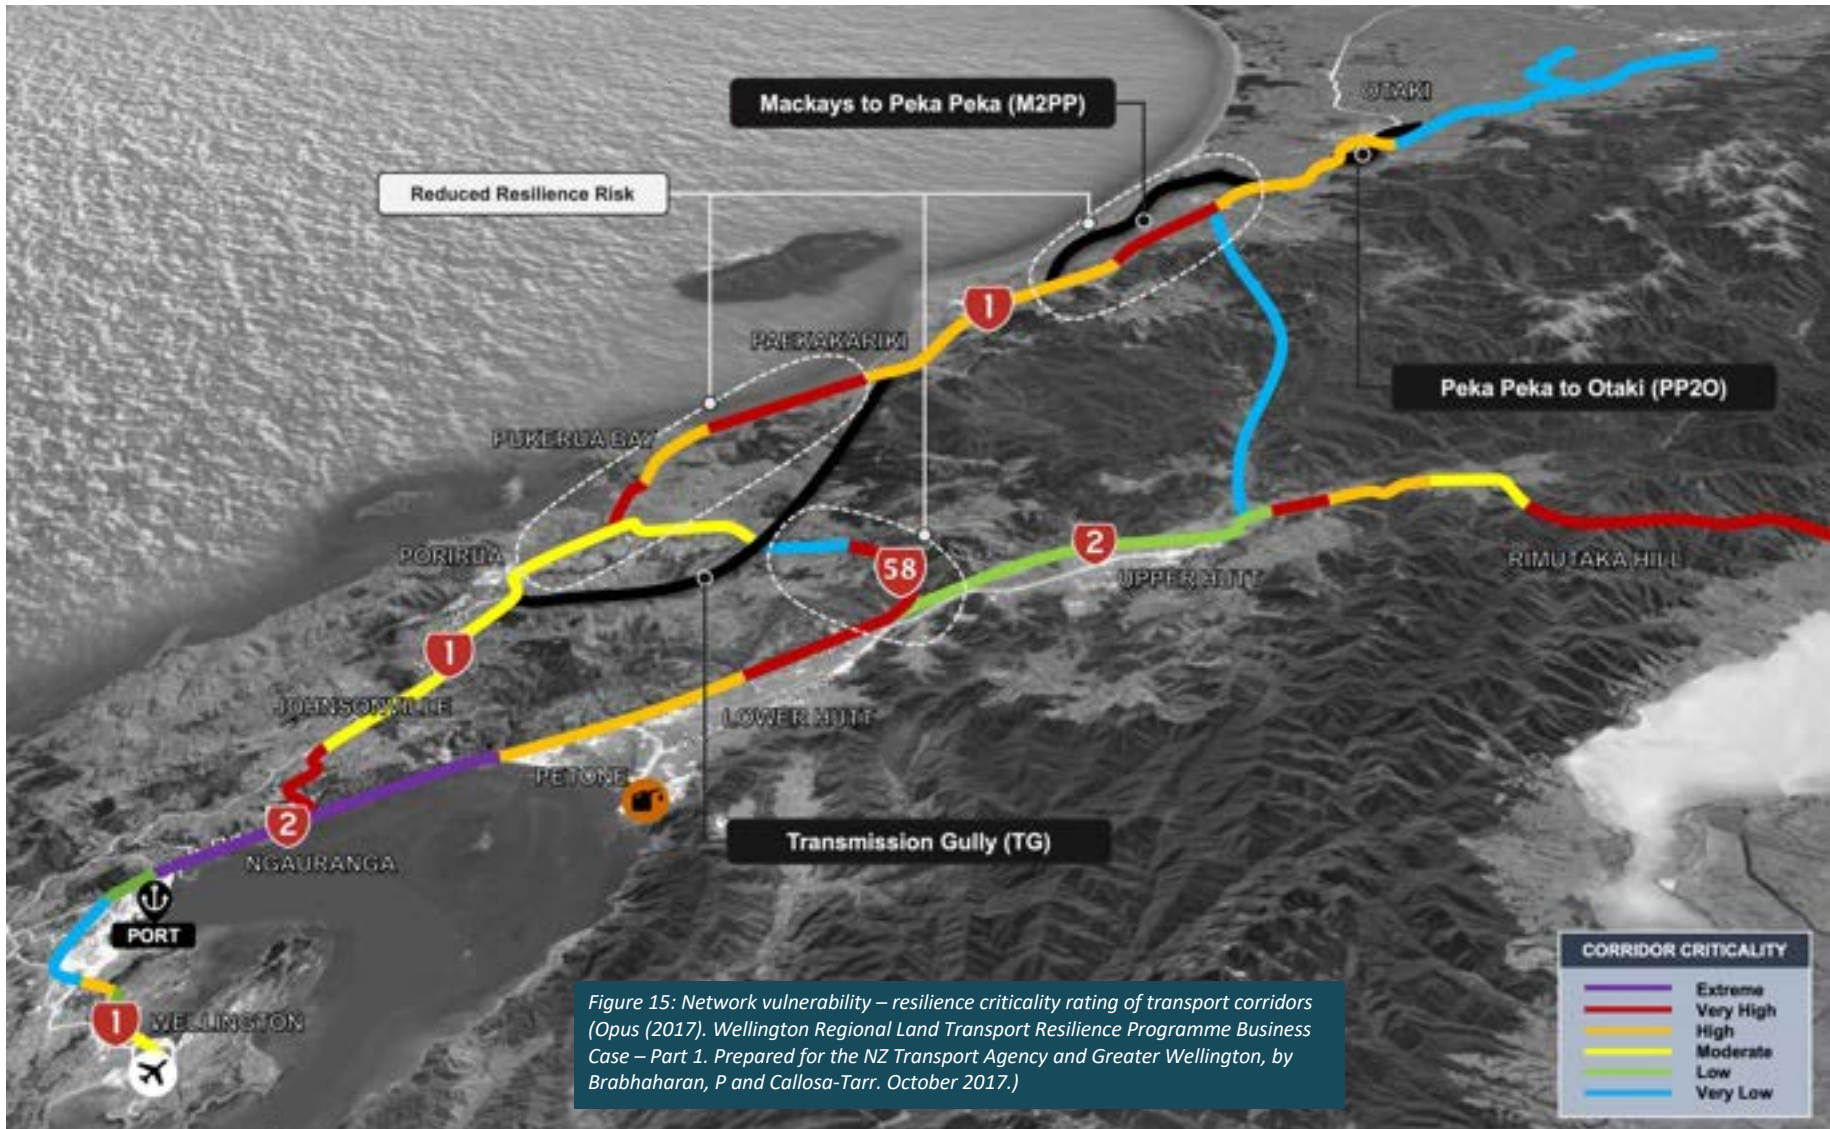 OTAKI
Mackays to Peka Peka (M2PP)
Reduced Resilience Risk
1
PAEKAKARIKI
Peka Peka to Otaki (PP2O)
PUKERUA BAY
PORIRUA
58
2
UPPER HUTT
RIMUTAKA HILL
1
JOHNSONVILLE
LOWER HUTT
PETONE
2
NGAURANGA
Transmission Gully (TG)
PORT
1
WELLINGTON
Figure 15: Network vulnerability – resilience criticality rating of transport corridors
(Opus (2017). Wellington Regional Land Transport Resilience Programme Business
Case – Part 1. Prepared for the NZ Transport Agency and Greater Wellington, by
Brabhaharan, P and Callosa-Tarr. October 2017.)
CORRIDOR CRITICALITY
Extreme
Very High
High
Moderate
Low
Very Low